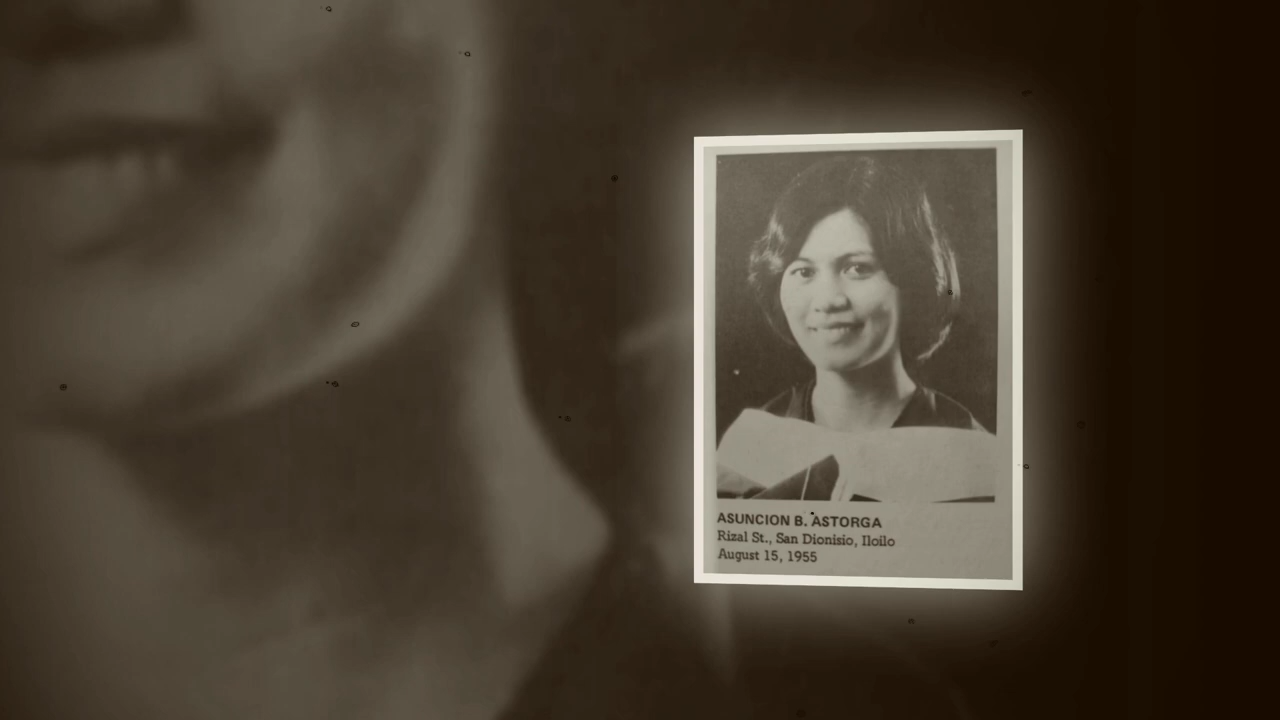 ASUNCION B. ASTORGA
Rizal St., San Dionisio, Iloilo
August 15, 1955